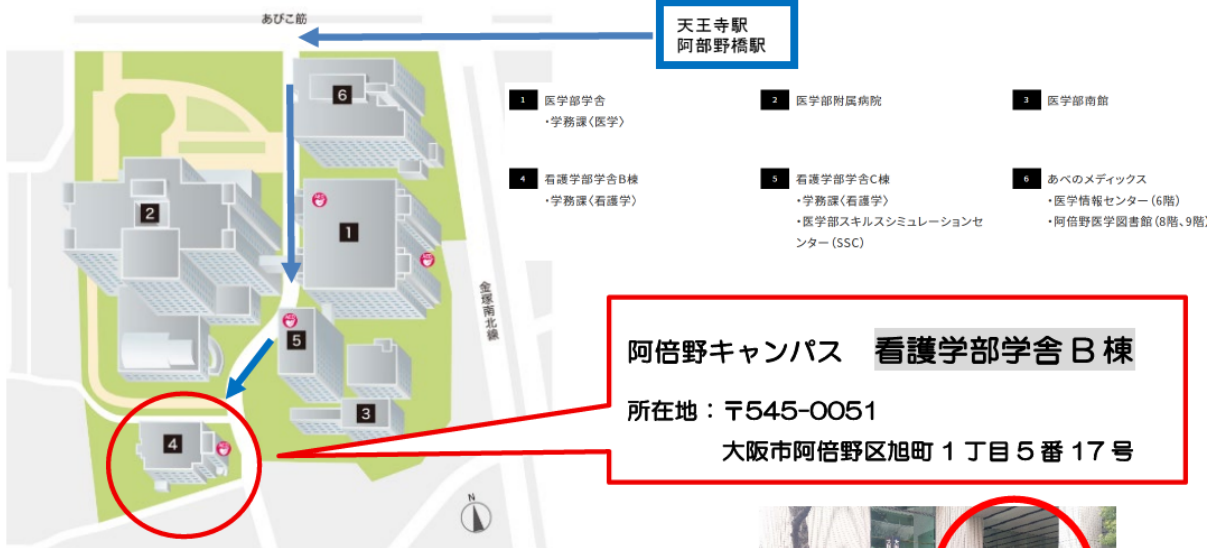 あびこ筋
天王寺駅
阿部野橋駅
1 医学部学舎
・学務課〈医学〉
2 医学部附属病院
3 医学部南館
4 看護学部学舎B棟
・学務課〈看護学〉
5 看護学部学舎C棟
・学務課〈看護学〉
・医学部スキルスシミュレーションセ
ンター(SSC)
6 あべのメディックス
・医学情報センター(6階)
・阿倍野医学図書館(8階、9階)
6
2
1
金塚南北線
5
3
4
N
阿倍野キャンパス 看護学部学舎B棟
所在地:〒545-0051
大阪市阿倍野区旭町1丁目5番17号